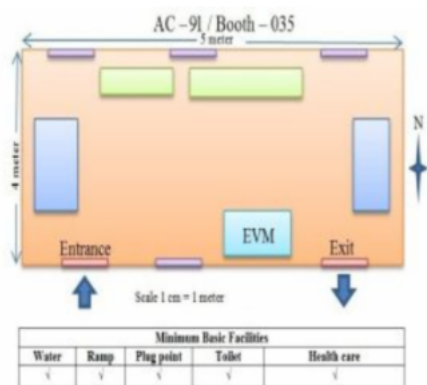 AC – 91 / Booth – 035
5 meter
4 meter
N
Entrance
EVM
Exit
Scale 1 cm = 1 meter
Minimum Basic Facilities
Water Ramp Plug point Toilet Health care
√ √ √ √ √